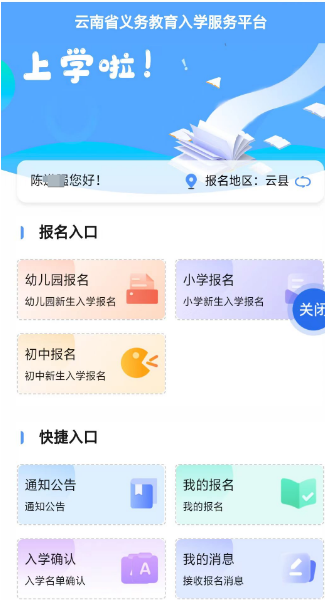 云南省义务教育入学服务平台
上学啦!
陈 您好!
报名地区:云县
报名入口
幼儿园报名
幼儿园新生入学报名
小学报名
小学新生入学报名
关闭
初中报名
初中新生入学报名
快捷入口
通知公告
通知公告
我的报名
我的报名
入学确认
入学名单确认
我的消息
接收报名消息
A